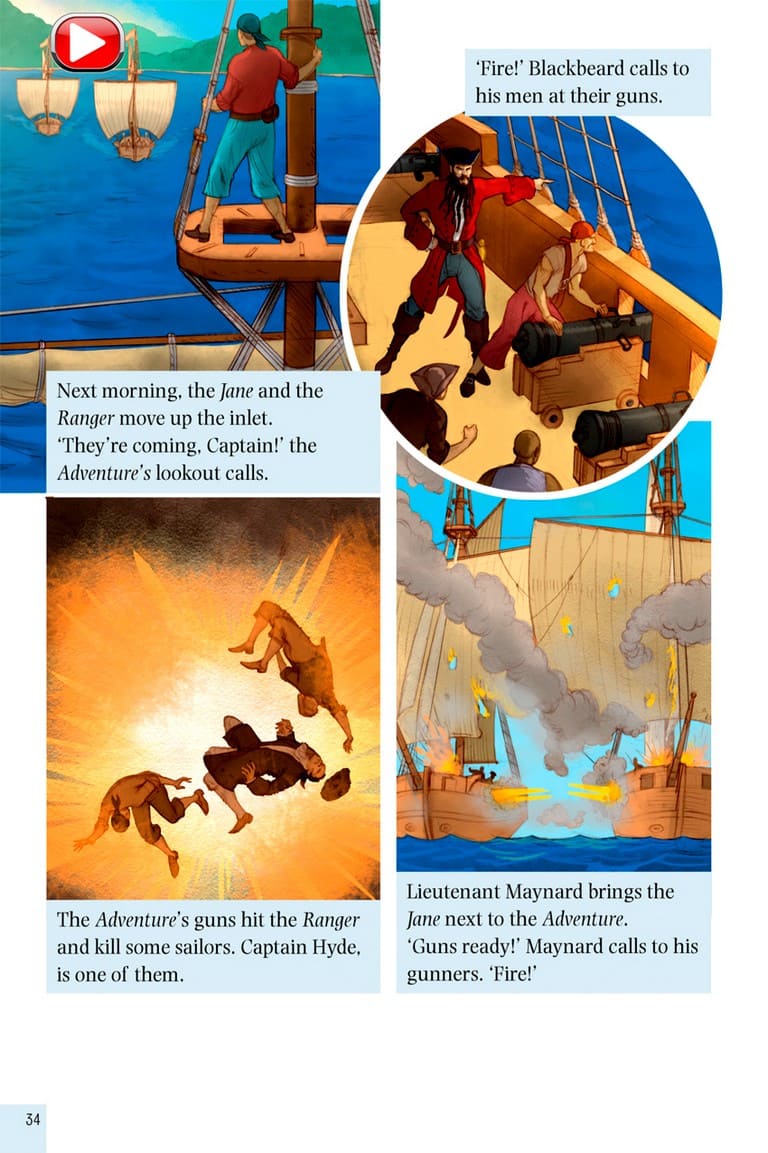 Next morning, the Jane and the
Ranger move up the inlet.
‘They’re coming, Captain!’ the
Adventure’s lookout calls.
‘Fire!’ Blackbeard calls to
his men at their guns.
The Adventure’s guns hit the Ranger
and kill some sailors. Captain Hyde,
is one of them.
Lieutenant Maynard brings the
Jane next to the Adventure.
‘Guns ready!’ Maynard calls to his
gunners. ‘Fire!’
34